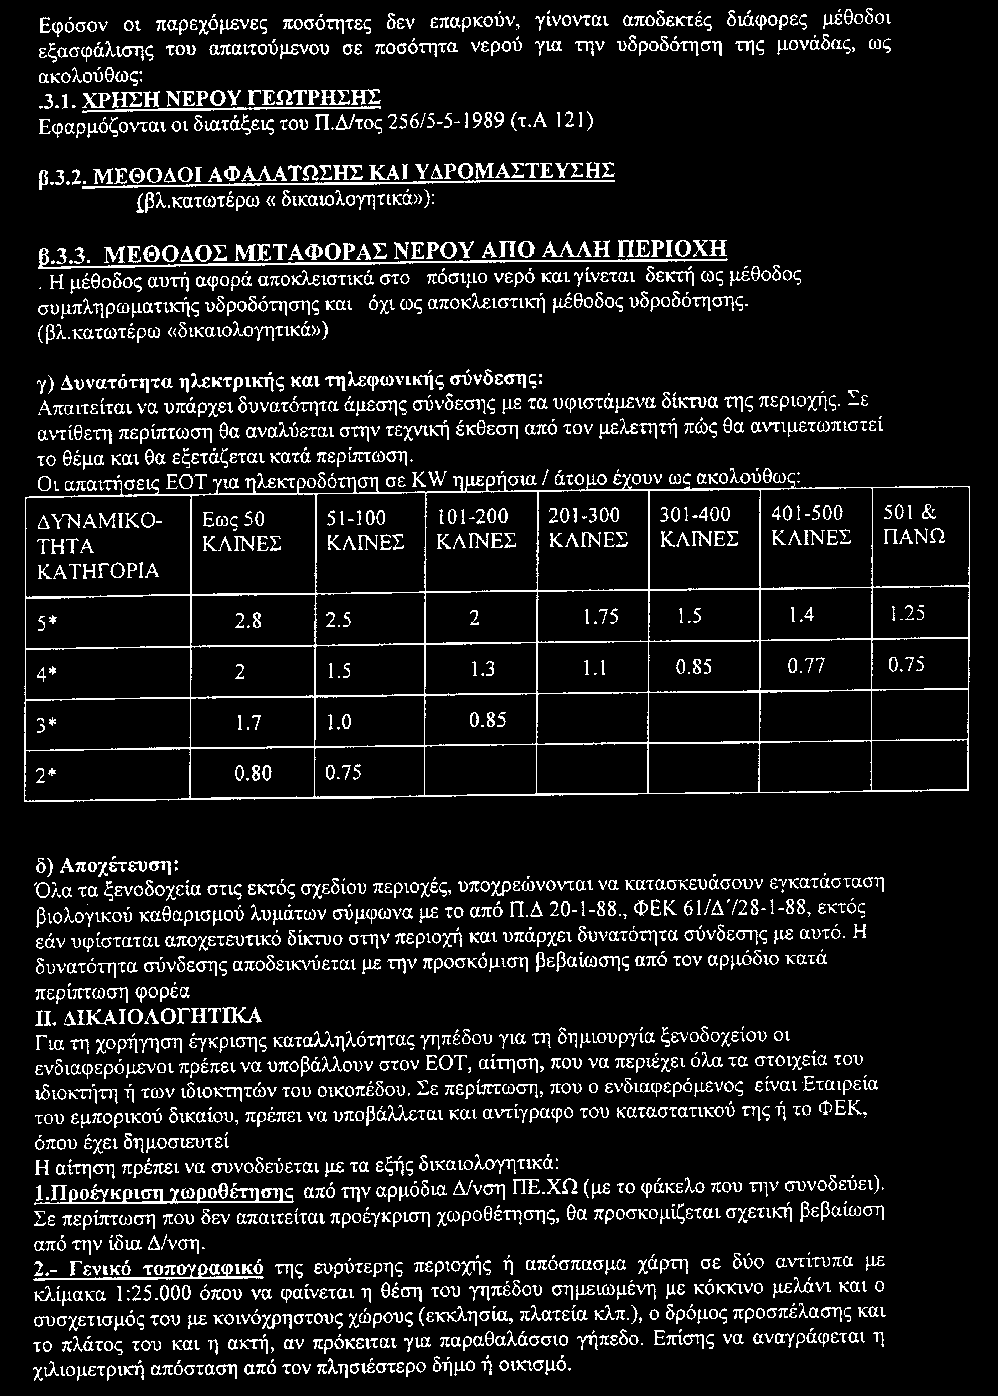 Εφόσον οι παρεχόμενες ποσότητες δεν επαρκούν, γίνονται αποδεκτές διάφορες μέθοδοι
εξασφάλισης του απαιτούμενου σε ποσότητα νερού για την υδροδότηση της μονάδας, ως
ακολούθως:
.3.1. ΧΡΗΣΗ ΝΕΡΟΥ ΓΕΩΤΡΗΣΗΣ
Εφαρμόζονται οι διατάξεις του Π.Δ/τος 256/5-5-1989 (τ.Α 121)
β.3.2. ΜΕΘΟΔΟΙ ΑΦΑΛΑΤΩΣΗΣ ΚΑΙ ΥΔΡΟΜΑΣΤΕΥΣΗΣ
(βλ.κατωτέρω « δικαιολογητικά»):
β.3.3. ΜΕΘΟΔΟΣ ΜΕΤΑΦΟΡΑΣ ΝΕΡΟΥ ΑΠΟ ΑΛΛΗ ΠΕΡΙΟΧΗ
. Η μέθοδος αυτή αφορά αποκλειστικά στο πόσιμο νερό και γίνεται δεκτή ως μέθοδος
συμπληρωματικής υδροδότησης και όχι ως αποκλειστική μέθοδος υδροδότησης.
(βλ.κατωτέρω «δικαιολογητικά»)
γ) Δυνατότητα ηλεκτρικής και τηλεφωνικής σύνδεσης:
Απαιτείται να υπάρχει δυνατότητα άμεσης σύνδεσης με τα υφιστάμενα δίκτυα της περιοχής. Σε
αντίθετη περίπτωση θα αναλύεται στην τεχνική έκθεση από τον μελετητή πώς θα αντιμετωπιστεί
το θέμα και θα εξετάζεται κατά περίπτωση.
Οι απαιτήσεις ΕΟΤ για ηλεκτροδότηση σε KW ημερήσια / άτομο έχουν ως ακολούθως:
ΔΥΝΑΜΙΚΟ-ΤΗΤΑ ΚΑΤΗΓΟΡΙΑ Εως 50 ΚΛΙΝΕΣ 51-100 ΚΛΙΝΕΣ 101-200 ΚΛΙΝΕΣ 201-300 ΚΛΙΝΕΣ 301-400 ΚΛΙΝΕΣ 401-500 ΚΛΙΝΕΣ 501 & ΠΑΝΩ
5* 2.8 2.5 2 1.75 1.5 1.4 1.25
4* 2 1.5 1.3 1.1 0.85 0.77 0.75
3* 1.7 1.0 0.85
2* 0.80 0.75
δ) Αποχέτευση:
Όλα τα ξενοδοχεία στις εκτός σχεδίου περιοχές, υποχρεώνονται να κατασκευάσουν εγκατάσταση
βιολογικού καθαρισμού λυμάτων σύμφωνα με το από Π.Δ 20-1-88., ΦΕΚ 61/Δ'/28-1-88, εκτός
εάν υφίσταται αποχετευτικό δίκτυο στην περιοχή και υπάρχει δυνατότητα σύνδεσης με αυτό. Η
δυνατότητα σύνδεσης αποδεικνύεται με την προσκόμιση βεβαίωσης από τον αρμόδιο κατά
περίπτωση φορέα
ΙΙ. ΔΙΚΑΙΟΛΟΓΗΤΙΚΑ
Για τη χορήγηση έγκρισης καταλληλότητας γηπέδου για τη δημιουργία ξενοδοχείου οι
ενδιαφερόμενοι πρέπει να υποβάλλουν στον ΕΟΤ, αίτηση, που να περιέχει όλα τα στοιχεία του
ιδιοκτήτη ή των ιδιοκτητών του οικοπέδου. Σε περίπτωση, που ο ενδιαφερόμενος είναι Εταιρεία
του εμπορικού δικαίου, πρέπει να υποβάλλεται και αντίγραφο του καταστατικού της ή το ΦΕΚ,
όπου έχει δημοσιευτεί
Η αίτηση πρέπει να συνοδεύεται με τα εξής δικαιολογητικά:
1.Προέγκριση χωροθέτησης από την αρμόδια Δ/νση ΠΕ.ΧΩ (με το φάκελο που την συνοδεύει).
Σε περίπτωση που δεν απαιτείται προέγκριση χωροθέτησης, θα προσκομίζεται σχετική βεβαίωση
από την ίδια Δ/νση.
2.- Γενικό τοπογραφικό της ευρύτερης περιοχής ή απόσπασμα χάρτη σε δύο αντίτυπα με
κλίμακα 1:25.000 όπου να φαίνεται η θέση του γηπέδου σημειωμένη με κόκκινο μελάνι και ο
συσχετισμός του με κοινόχρηστους χώρους (εκκλησία, πλατεία κλπ.), ο δρόμος προσπέλασης και
το πλάτος του και η ακτή, αν πρόκειται για παραθαλάσσιο γήπεδο. Επίσης να αναγράφεται η
χιλιομετρική απόσταση από τον πλησιέστερο δήμο ή οικισμό.